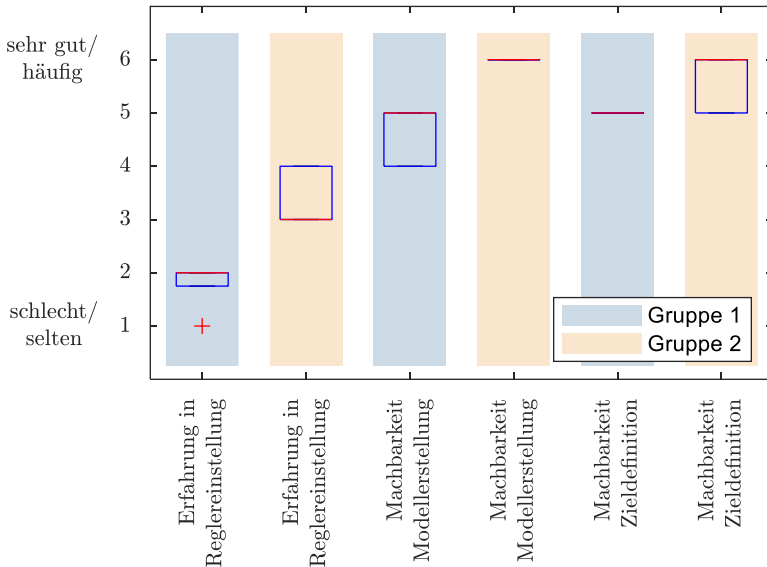 sehr gut/
häufig
6
5
4
3
2
schlecht/
selten
1
Gruppe 1
Gruppe 2
Erfahrung in
Reglereinstellung
Erfahrung in
Reglereinstellung
Machbarkeit
Modellerstellung
Machbarkeit
Modellerstellung
Machbarkeit
Zieldefinition
Machbarkeit
Zieldefinition